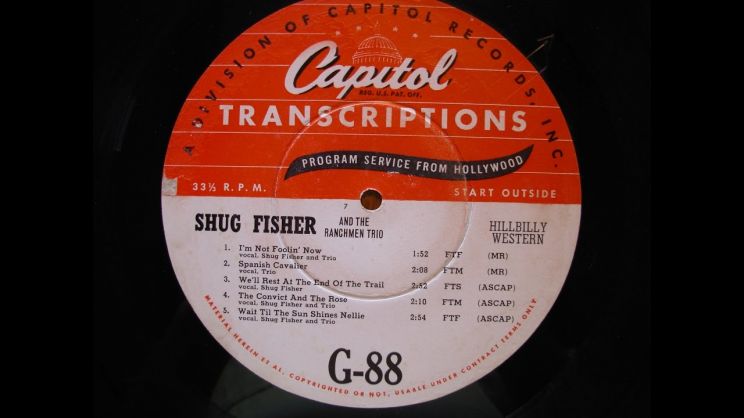 A DIVISION OF CAPITOL RECORDS, INC.
Capitol
REG. U.S. PAT. OFF.
TRANSCRIPTIONS
PROGRAM SERVICE FROM HOLLYWOOD
33⅓ R.P.M.
START OUTSIDE
7
SHUG FISHER AND THE RANCHMEN TRIO
HILLBILLY
WESTERN
1. I'm Not Foolin' Now 1:52 FTF (MR)
vocal. Shug Fisher and Trio
2. Spanish Cavalier 2:08 FTM (MR)
vocal. Trio
3. We'll Rest At The End Of The Trail 2:52 FTS (ASCAP)
vocal. Shug Fisher
4. The Convict And The Rose 2:10 FTM (ASCAP)
vocal. Shug Fisher and Trio
5. Wait Til The Sun Shines Nellie 2:54 FTF (ASCAP)
vocal. Shug Fisher and Trio
G-88
MATERIAL HEREIN ET AL. COPYRIGHTED OR NOT, USABLE UNDER CONTRACT TERMS ONLY